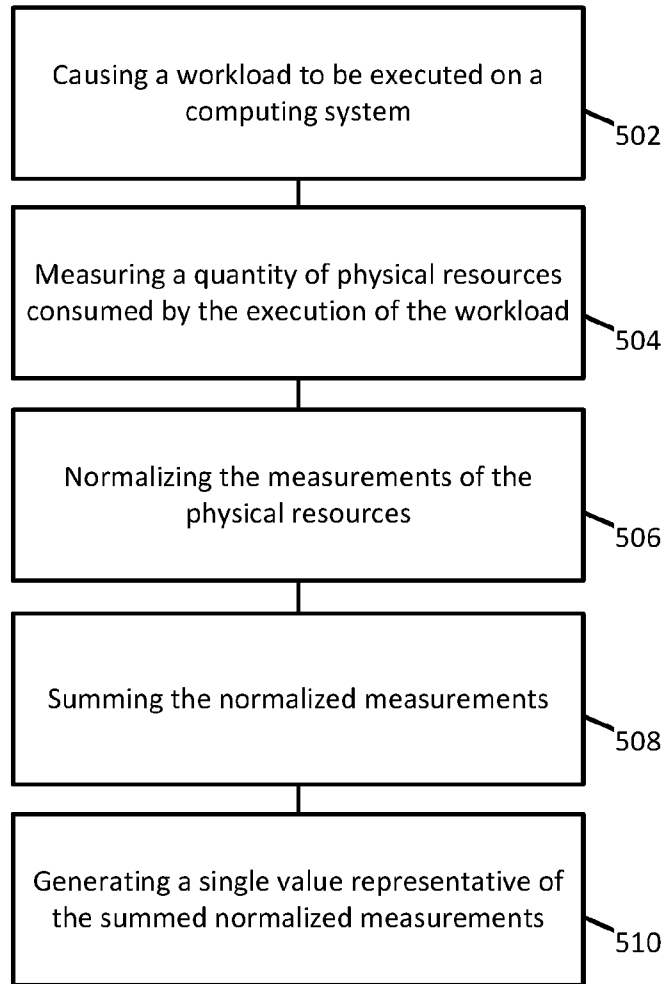 Causing a workload to be executed on a
computing system
502
Measuring a quantity of physical resources
consumed by the execution of the workload
504
Normalizing the measurements of the
physical resources
506
Summing the normalized measurements
508
Generating a single value representative of
the summed normalized measurements
510